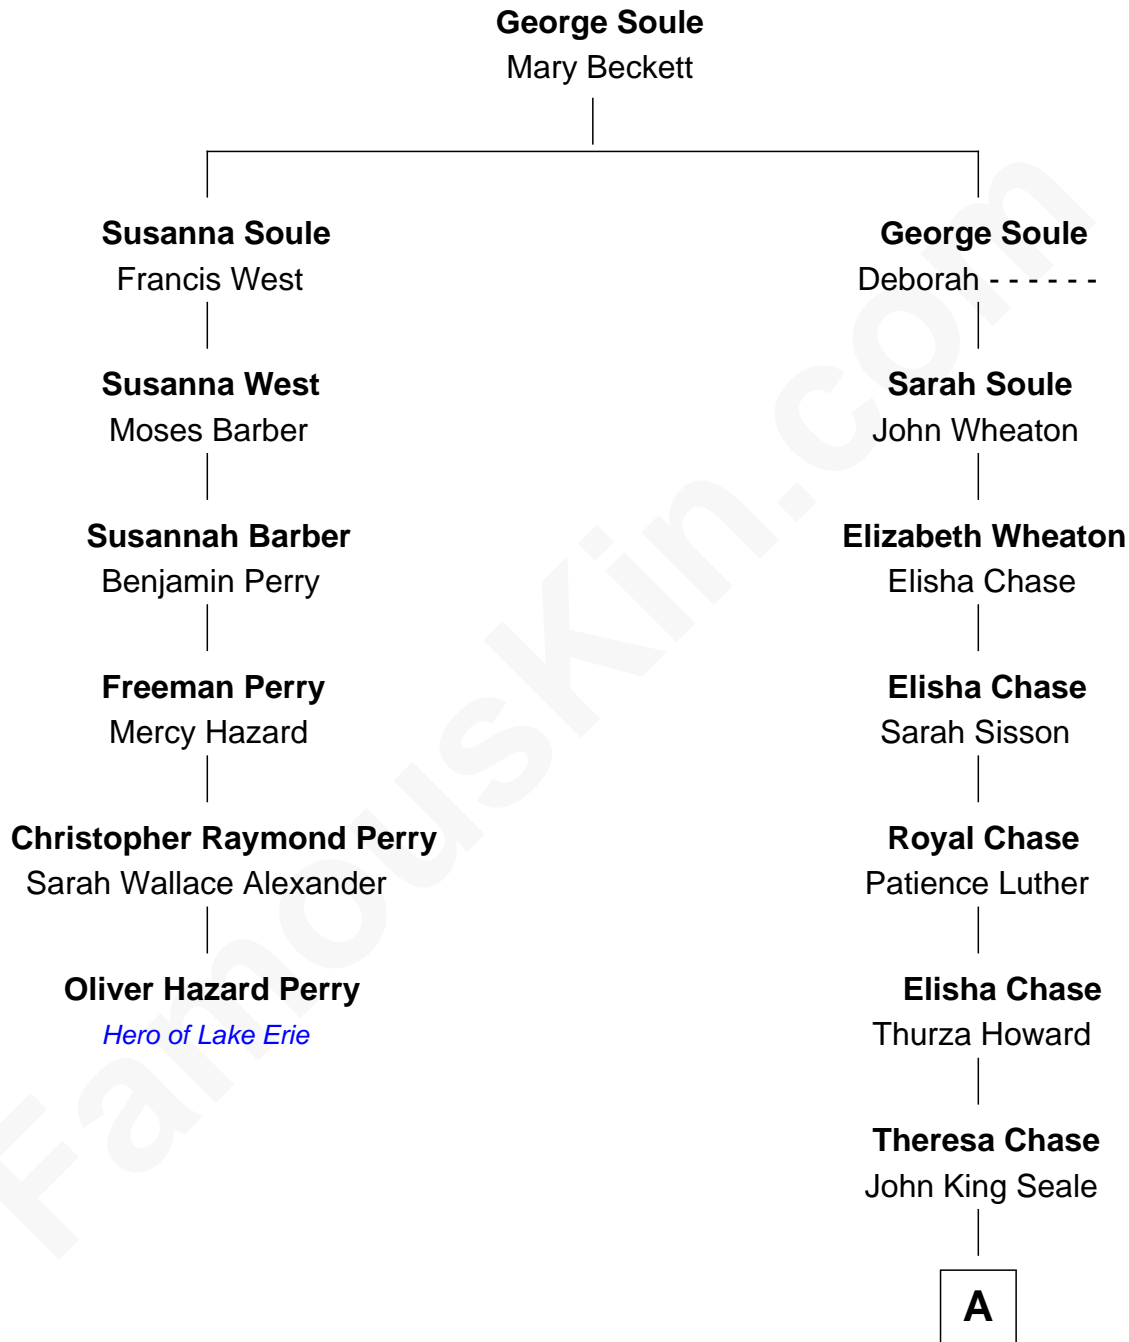 George Soule
Mary Beckett
Susanna Soule
Francis West
Susanna West
Moses Barber
Susannah Barber
Benjamin Perry
Freeman Perry
Mercy Hazard
Christopher Raymond Perry
Sarah Wallace Alexander
Oliver Hazard Perry
Hero of Lake Erie
George Soule
Deborah - - - - - -
Sarah Soule
John Wheaton
Elizabeth Wheaton
Elisha Chase
Elisha Chase
Sarah Sisson
Royal Chase
Patience Luther
Elisha Chase
Thurza Howard
Theresa Chase
John King Seale
A
FamousKin.com